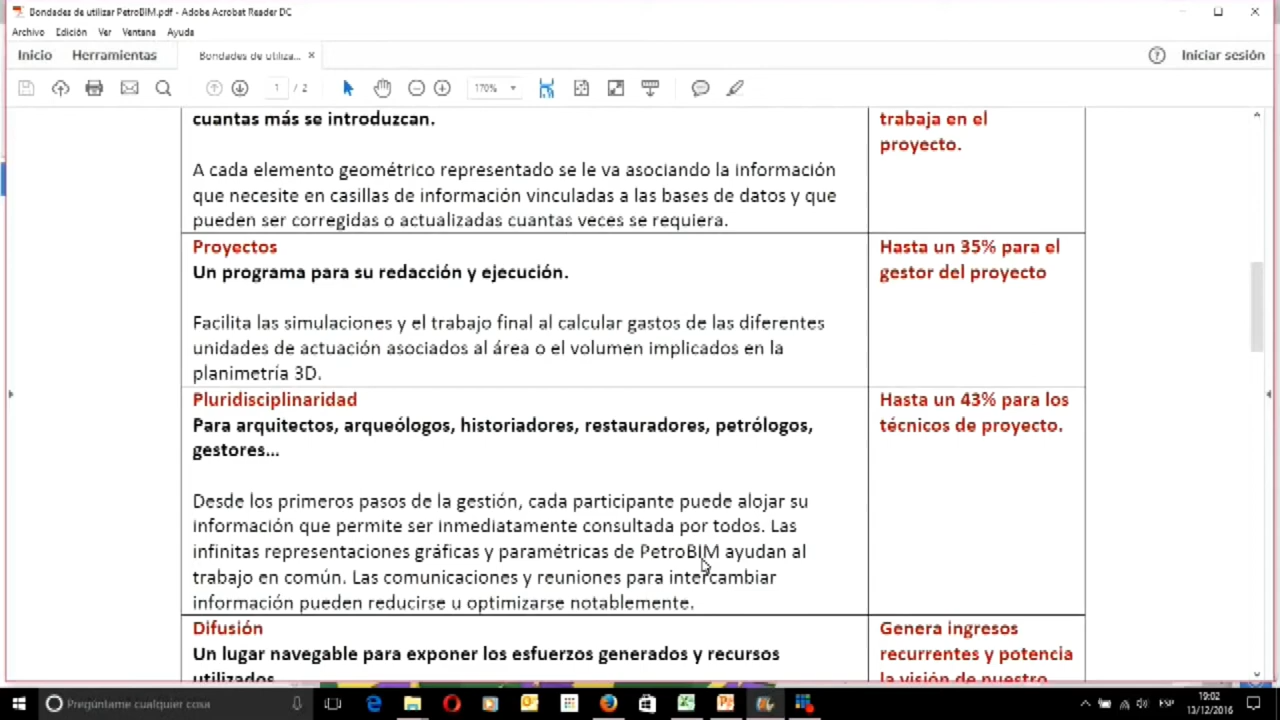 Bondades de utilizar PetroBIM.pdf - Adobe Acrobat Reader DC
Archivo Edición Ver Ventana Ayuda
Inicio Herramientas Bondades de utiliza... × ? Iniciar sesión
1 / 2 170%
cuantas más se introduzcan.
A cada elemento geométrico representado se le va asociando la información
que necesite en casillas de información vinculadas a las bases de datos y que
pueden ser corregidas o actualizadas cuantas veces se requiera.
trabaja en el
proyecto.
Proyectos
Un programa para su redacción y ejecución.
Facilita las simulaciones y el trabajo final al calcular gastos de las diferentes
unidades de actuación asociados al área o el volumen implicados en la
planimetría 3D.
Hasta un 35% para el
gestor del proyecto
Pluridisciplinaridad
Para arquitectos, arqueólogos, historiadores, restauradores, petrólogos,
gestores...
Desde los primeros pasos de la gestión, cada participante puede alojar su
información que permite ser inmediatamente consultada por todos. Las
infinitas representaciones gráficas y paramétricas de PetroBIM ayudan al
trabajo en común. Las comunicaciones y reuniones para intercambiar
información pueden reducirse u optimizarse notablemente.
Hasta un 43% para los
técnicos de proyecto.
Difusión
Un lugar navegable para exponer los esfuerzos generados y recursos
utilizados
Genera ingresos
recurrentes y potencia
la visión de nuestro
Pregúntame cualquier cosa
ESP
19:02
13/12/2016